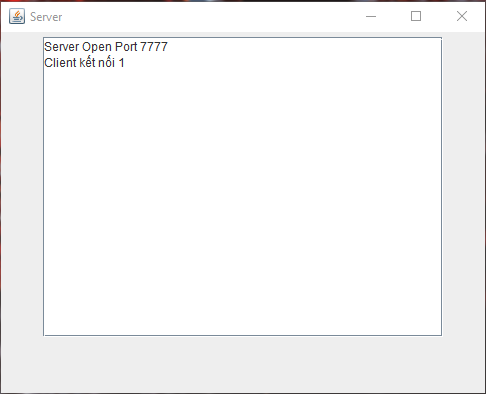 Server
Server Open Port 7777
Client kết nối 1